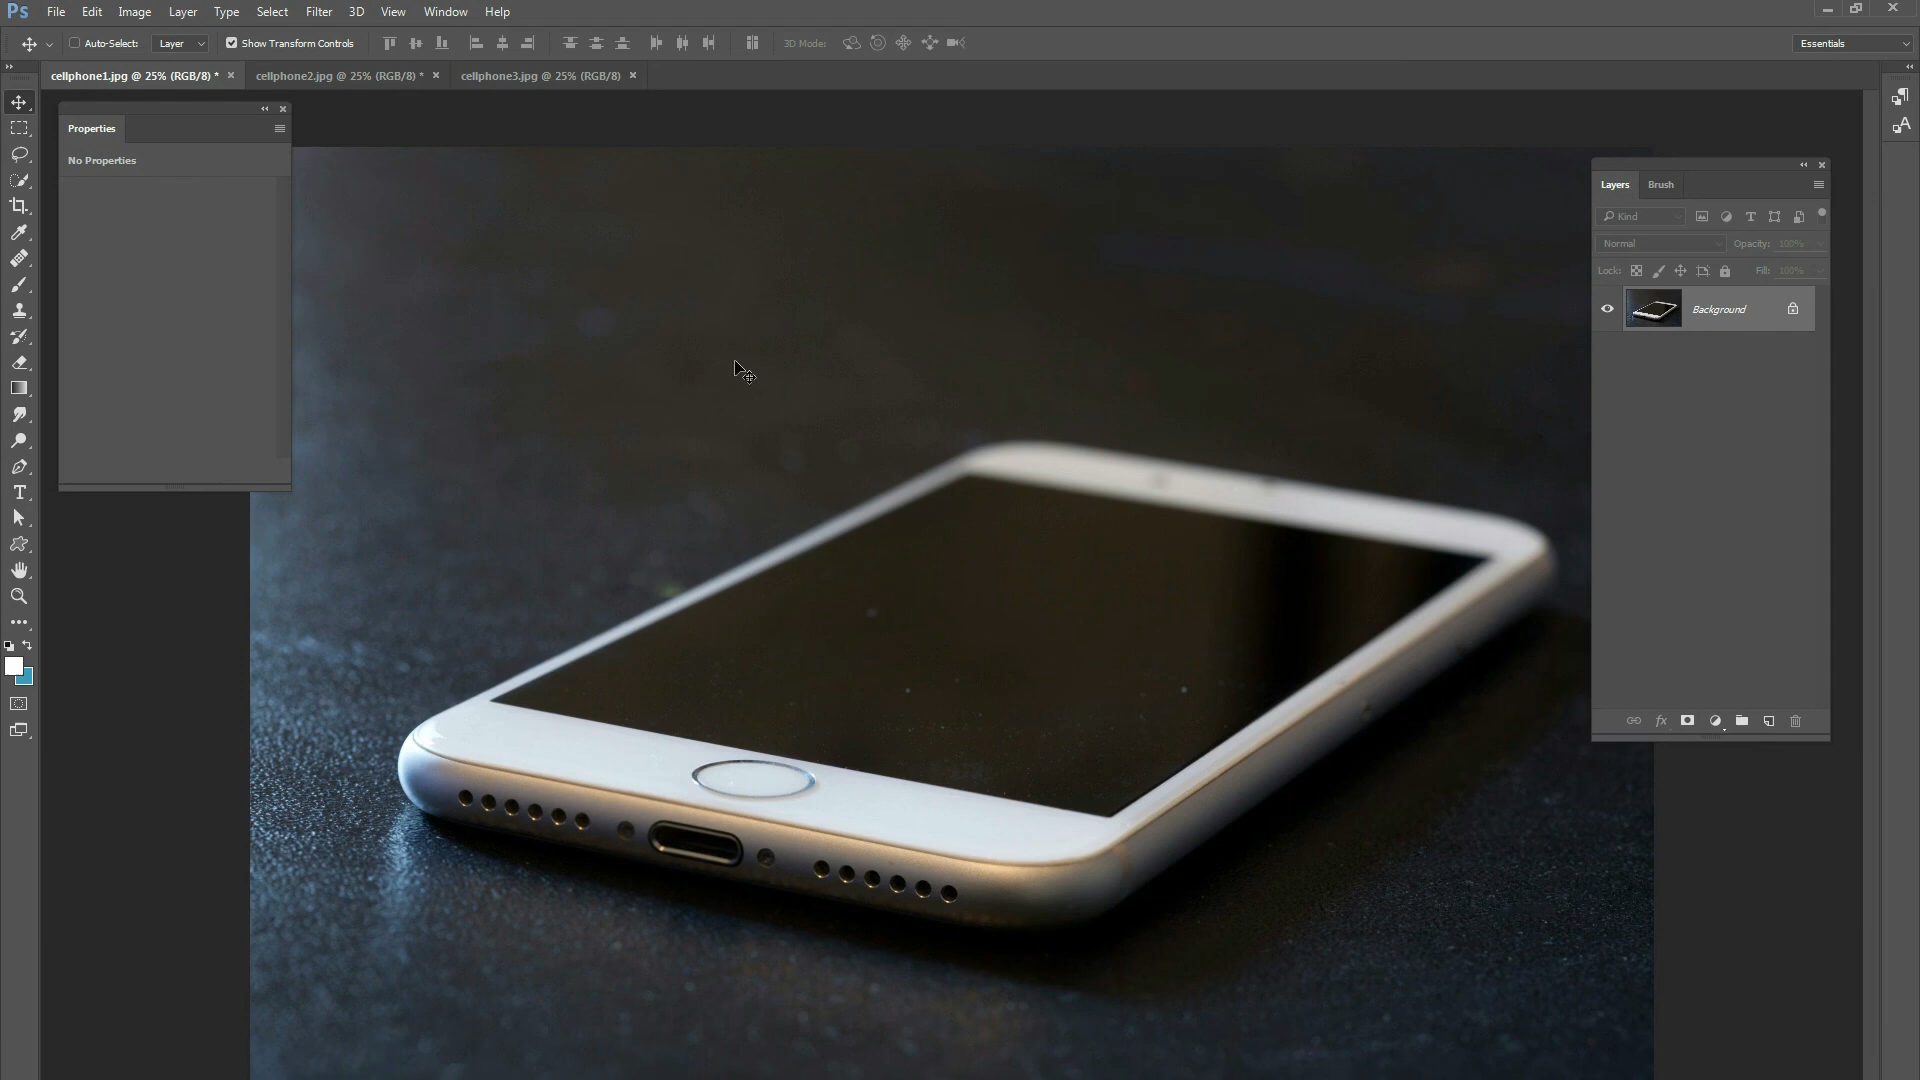 Ps File Edit Image Layer Type Select Filter 3D View Window Help
Auto-Select: Layer Show Transform Controls 3D Mode: Essentials
cellphone1.jpg @ 25% (RGB/8) * cellphone2.jpg @ 25% (RGB/8) * cellphone3.jpg @ 25% (RGB/8)
Properties
No Properties
Layers Brush
Kind
Normal Opacity: 100%
Lock: Fill: 100%
Background
fx